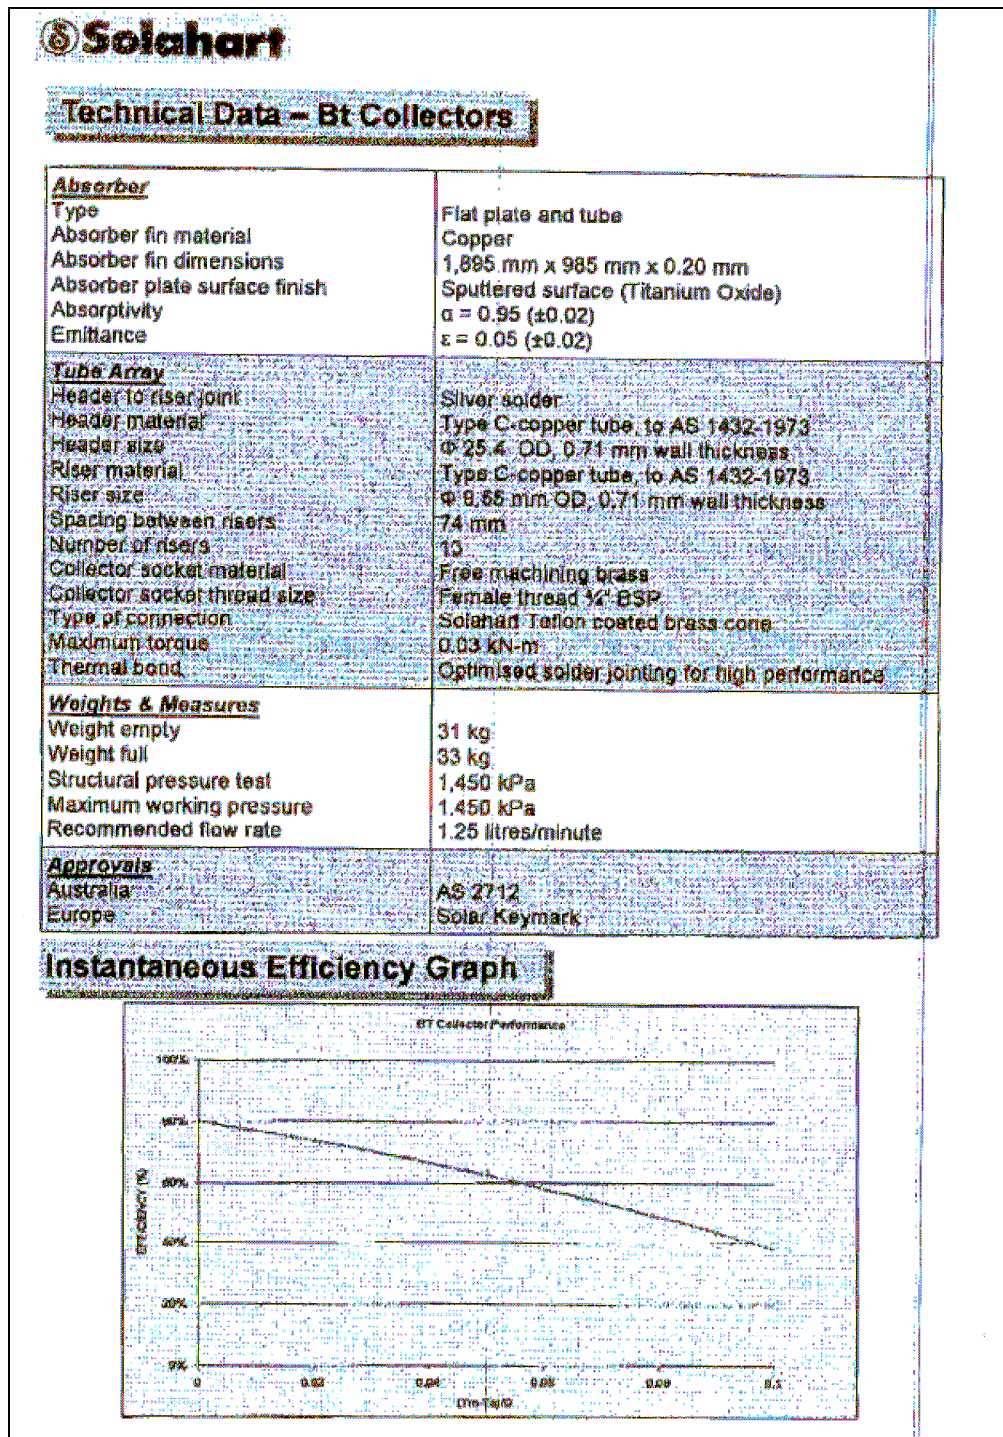 Solahart
Technical Data – Bt Collectors
Absorber
Type Flat plate and tube
Absorber fin material Copper
Absorber fin dimensions 1,895 mm x 985 mm x 0.20 mm
Absorber plate surface finish Sputtered surface (Titanium Oxide)
Absorptivity α = 0.95 (±0.02)
Emittance ε = 0.05 (±0.02)
Tube Array
Header to riser joint Silver solder
Header material Type C-copper tube, to AS 1432-1973
Header size Φ 25.4 OD, 0.71 mm wall thickness
Riser material Type C-copper tube, to AS 1432-1973
Riser size Φ mm OD, 0.71 mm wall thickness
Spacing between risers 74 mm
Number of risers 13
Collector socket material Free machining brass
Collector socket thread size Female thread ¾" BSP
Type of connection Solahart Teflon coated brass cone
Maximum torque 0.03 kN-m
Thermal bond Optimised solder jointing for high performance
Weights & Measures
Weight empty 31 kg
Weight full 33 kg
Structural pressure test 1,450 kPa
Maximum working pressure 1.450 kPa
Recommended flow rate 1.25 litres/minute
Approvals
Australia AS 2712
Europe Solar Keymark
Instantaneous Efficiency Graph
BT Collector Performance
100%
80%
60%
40%
20%
0%
EFFICIENCY (%)
0 0.02 0.04 0.1